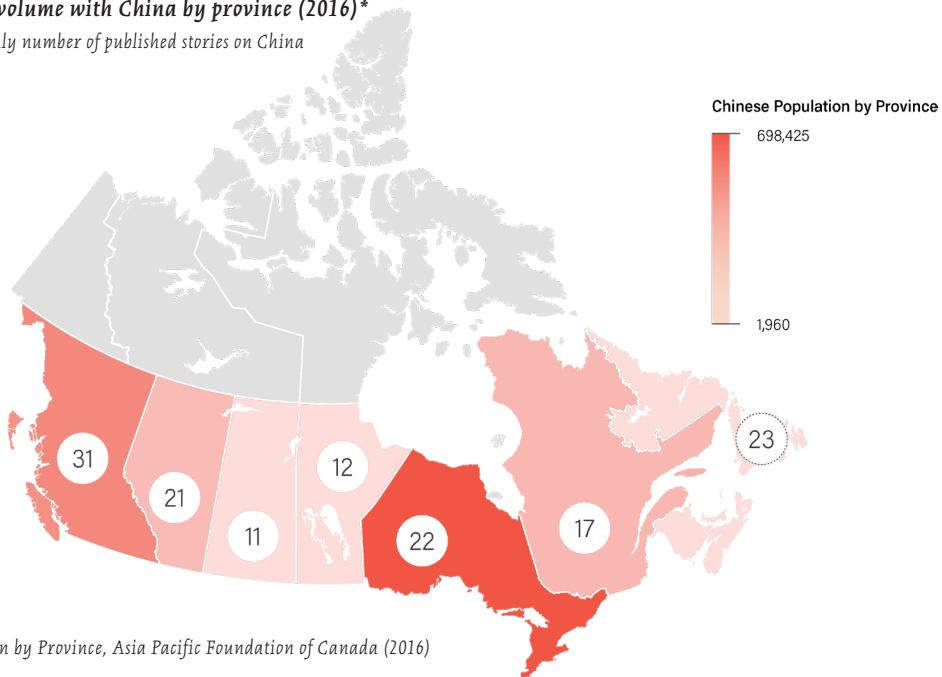 volume with China by province (2016)*
ly number of published stories on China
Chinese Population by Province
698,425
1,960
23
31
12
21
17
11
22
n by Province, Asia Pacific Foundation of Canada (2016)